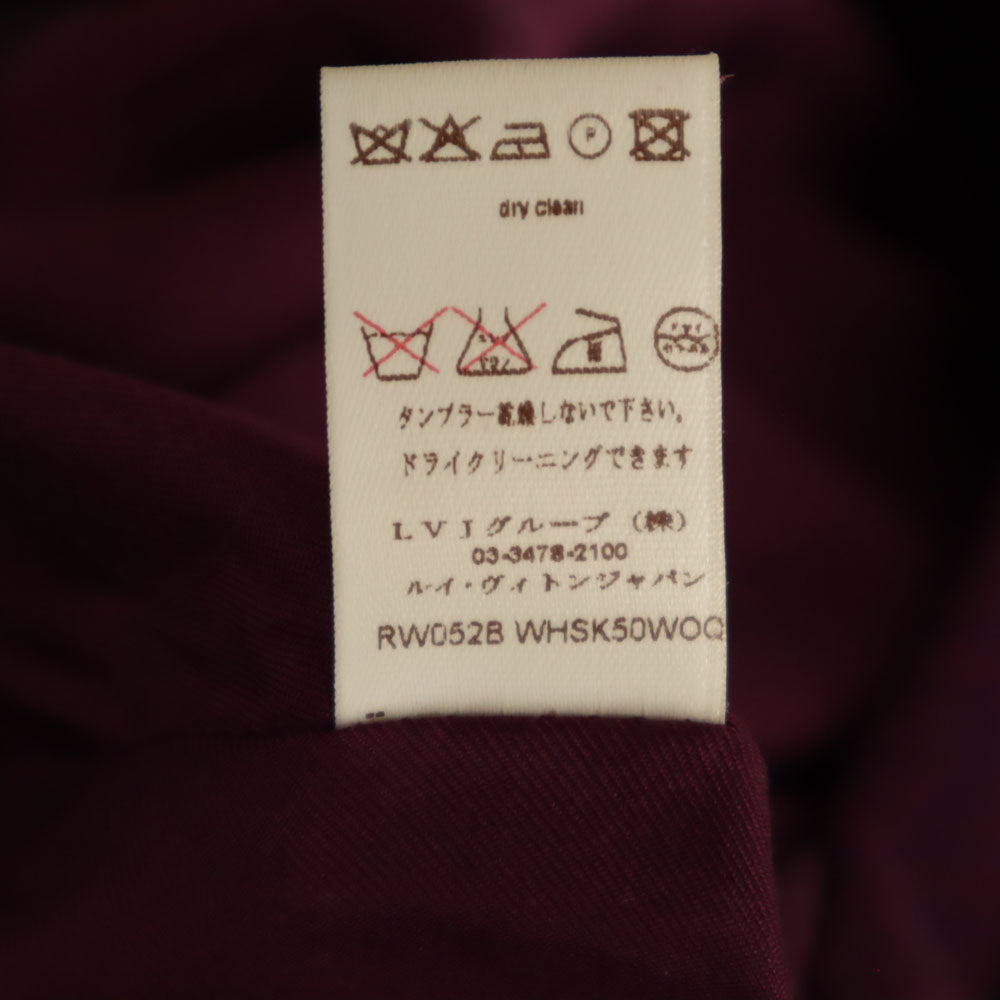 P
dry clean
タンブラー乾燥しないで下さい。
ドライクリーニングできます
LVJグループ（株）
03-3478-2100
ルイ・ヴィトンジャパン
RW052B WHSK50WOQ